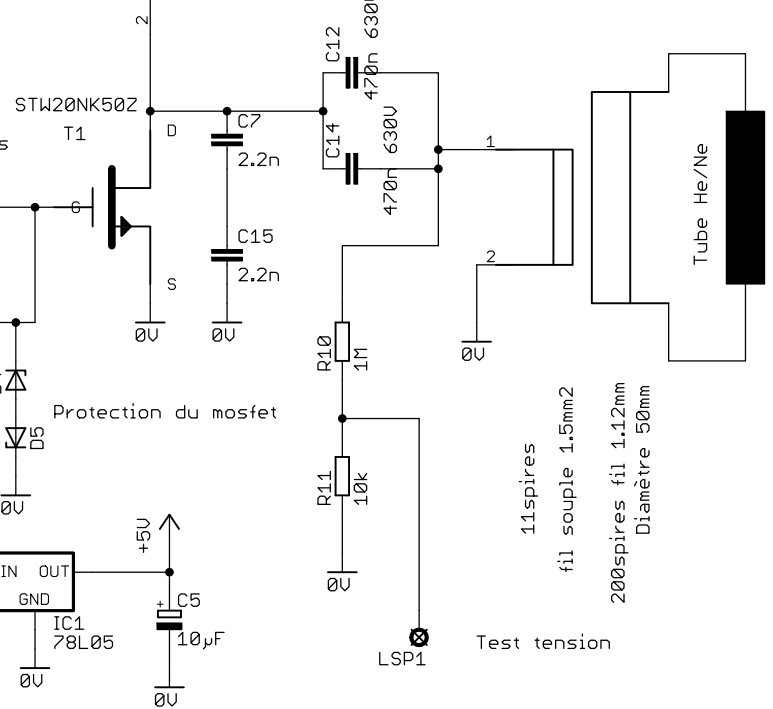 2
C12
470n 630V
STW20NK50Z
T1
D
C7
2.2n
C14
470n 630V
1
G
Tube He/Ne
C15
2.2n
S
2
0V
0V
0V
R10
1M
Protection du mosfet
D5
0V
R11
10k
11spires
fil souple 1.5mm2
200spires fil 1.12mm
Diamètre 50mm
+5V
IN OUT
GND
0V
IC1
78L05
+
C5
10µF
0V
0V
LSP1
Test tension